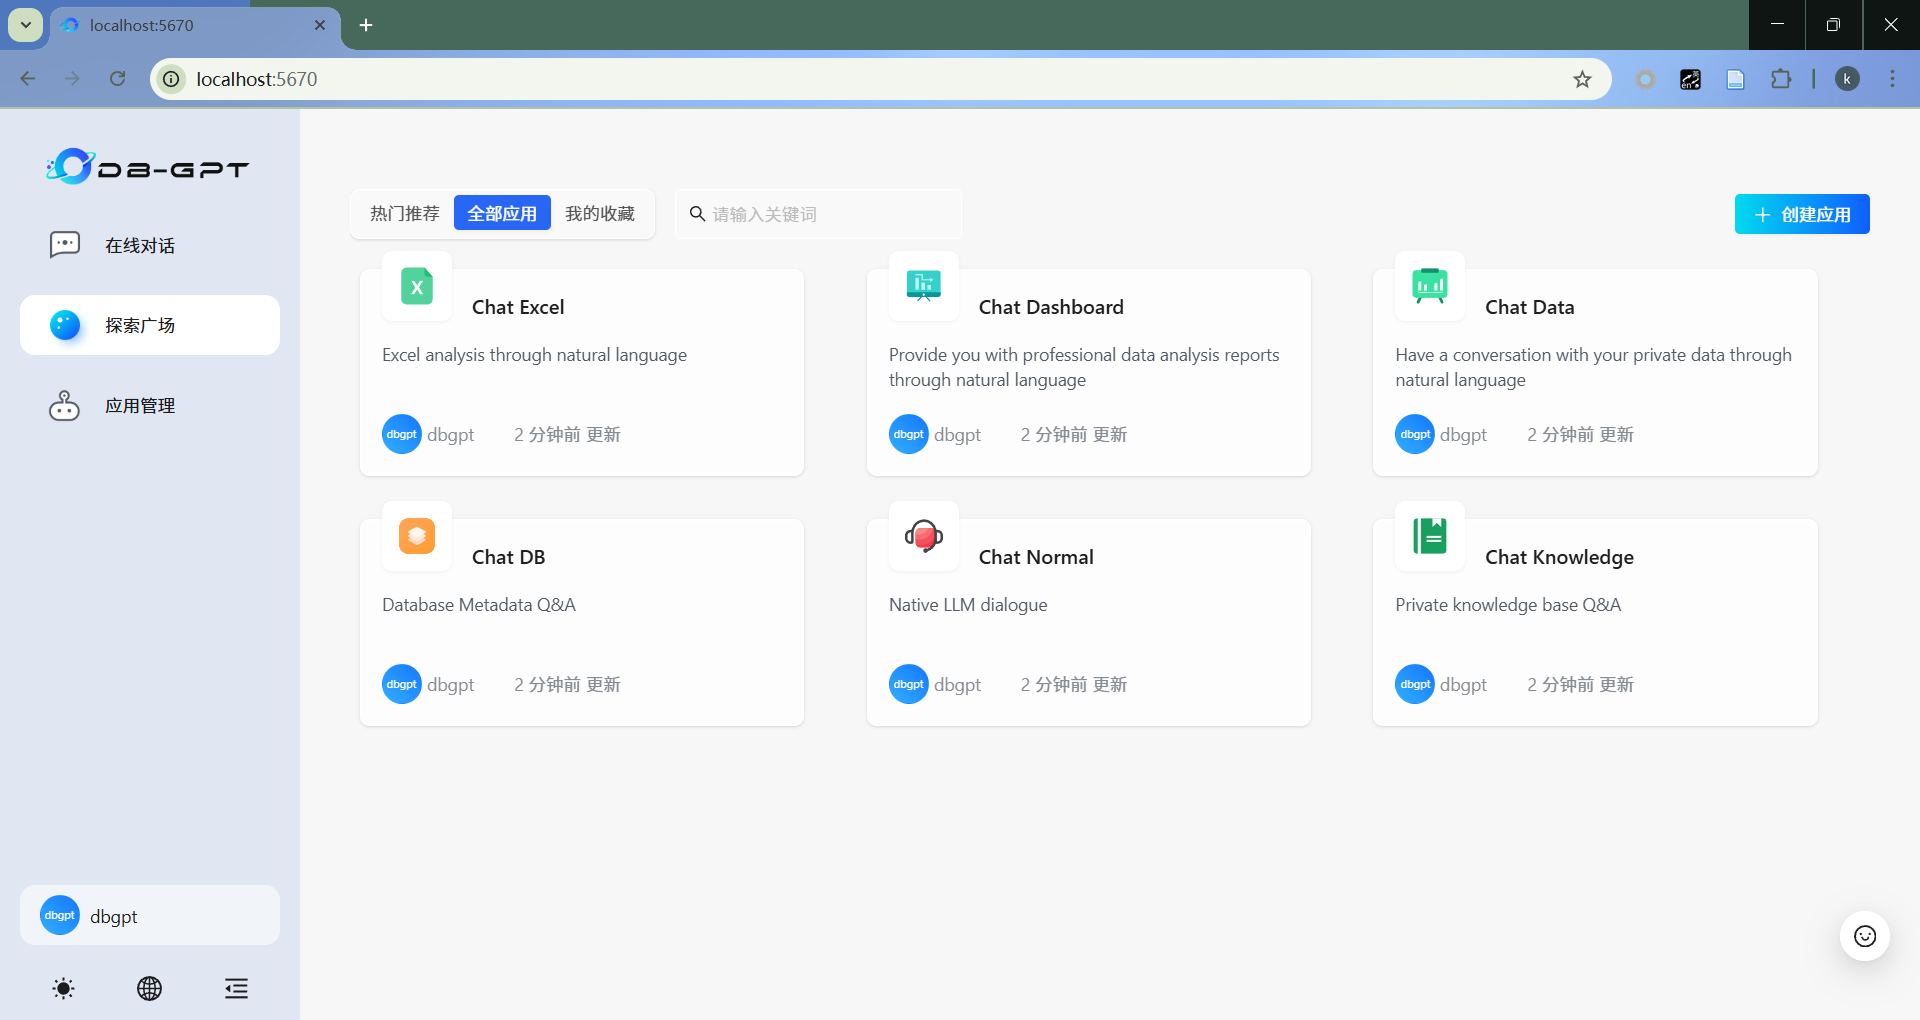 localhost:5670
localhost:5670
en
英
k
DB-GPT
在线对话
探索广场
应用管理
dbgpt
dbgpt
热门推荐
全部应用
我的收藏
请输入关键词
创建应用
X
Chat Excel
Excel analysis through natural language
dbgpt
dbgpt
2 分钟前 更新
Chat Dashboard
Provide you with professional data analysis reports
through natural language
dbgpt
dbgpt
2 分钟前 更新
Chat Data
Have a conversation with your private data through
natural language
dbgpt
dbgpt
2 分钟前 更新
Chat DB
Database Metadata Q&A
dbgpt
dbgpt
2 分钟前 更新
Chat Normal
Native LLM dialogue
dbgpt
dbgpt
2 分钟前 更新
Chat Knowledge
Private knowledge base Q&A
dbgpt
dbgpt
2 分钟前 更新